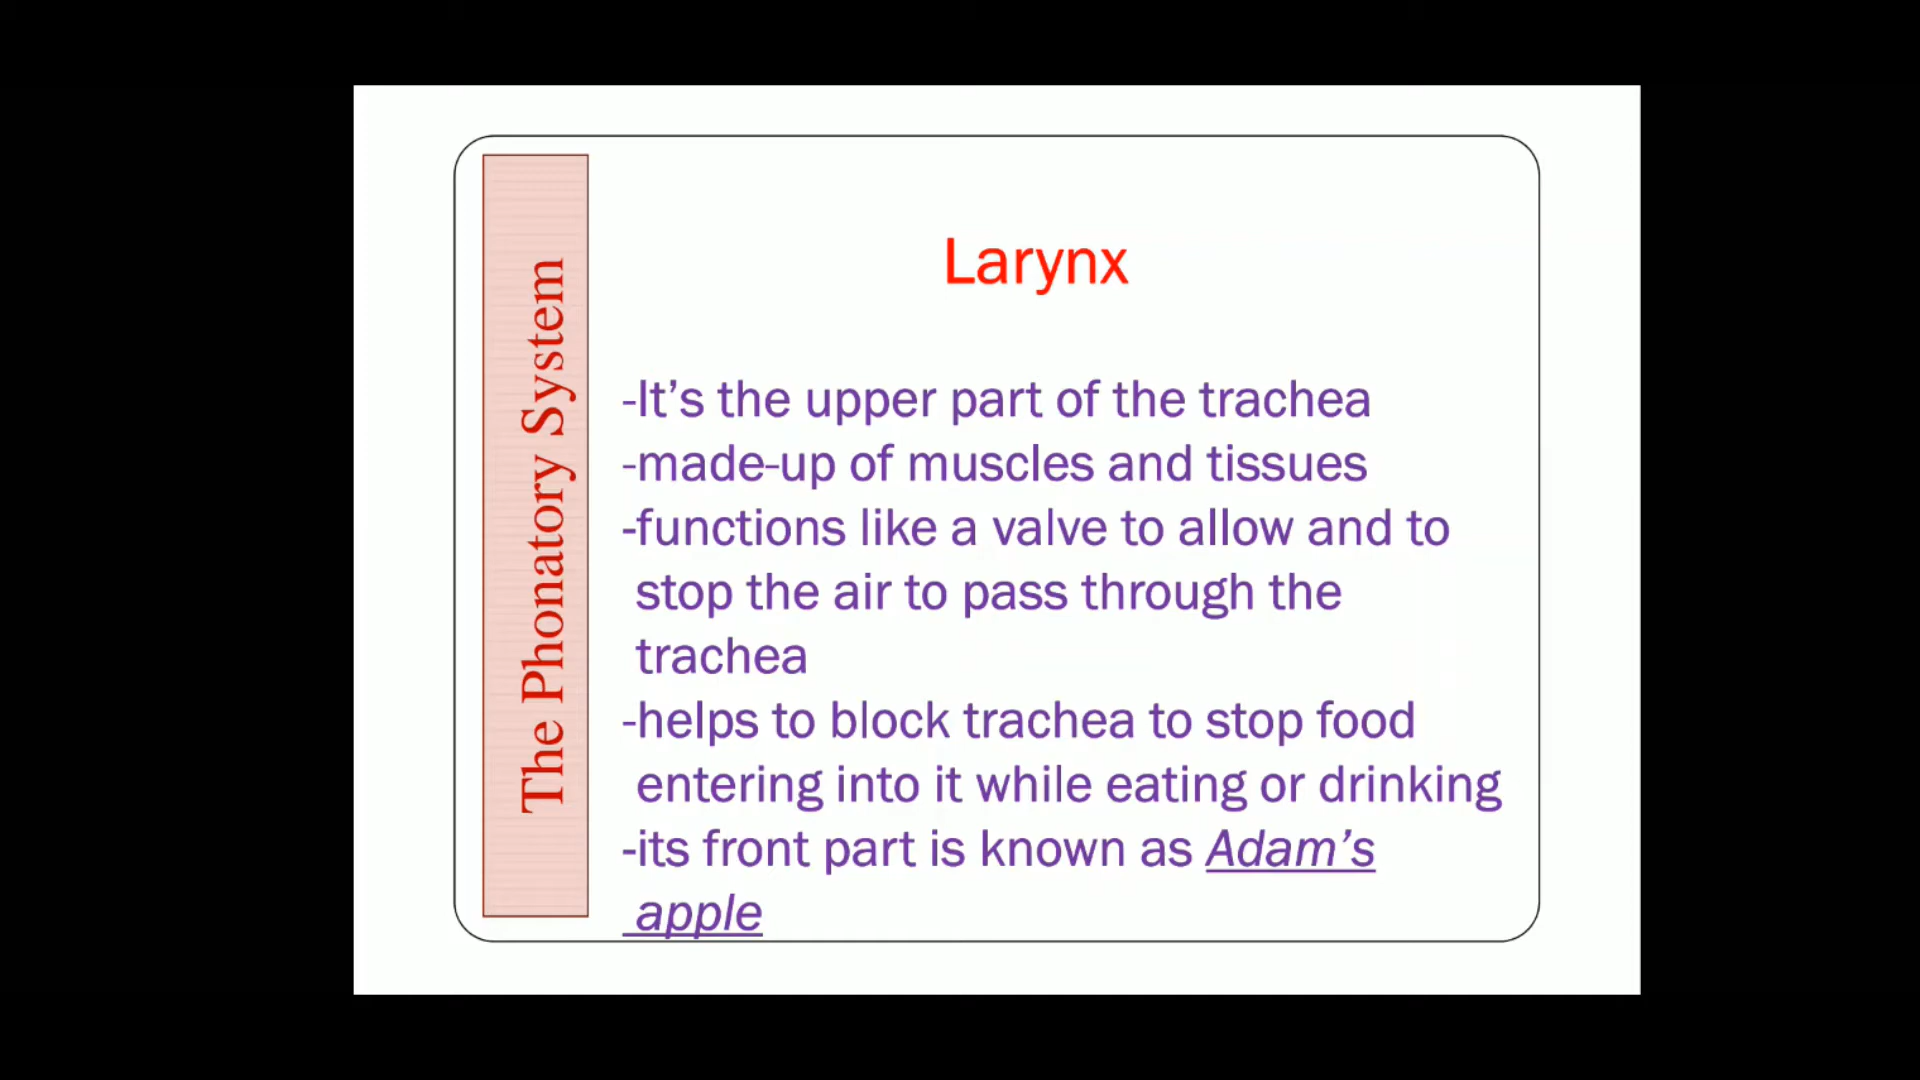 The Phonatory System
Larynx
-It’s the upper part of the trachea
-made-up of muscles and tissues
-functions like a valve to allow and to
stop the air to pass through the
trachea
-helps to block trachea to stop food
entering into it while eating or drinking
-its front part is known as Adam’s
apple